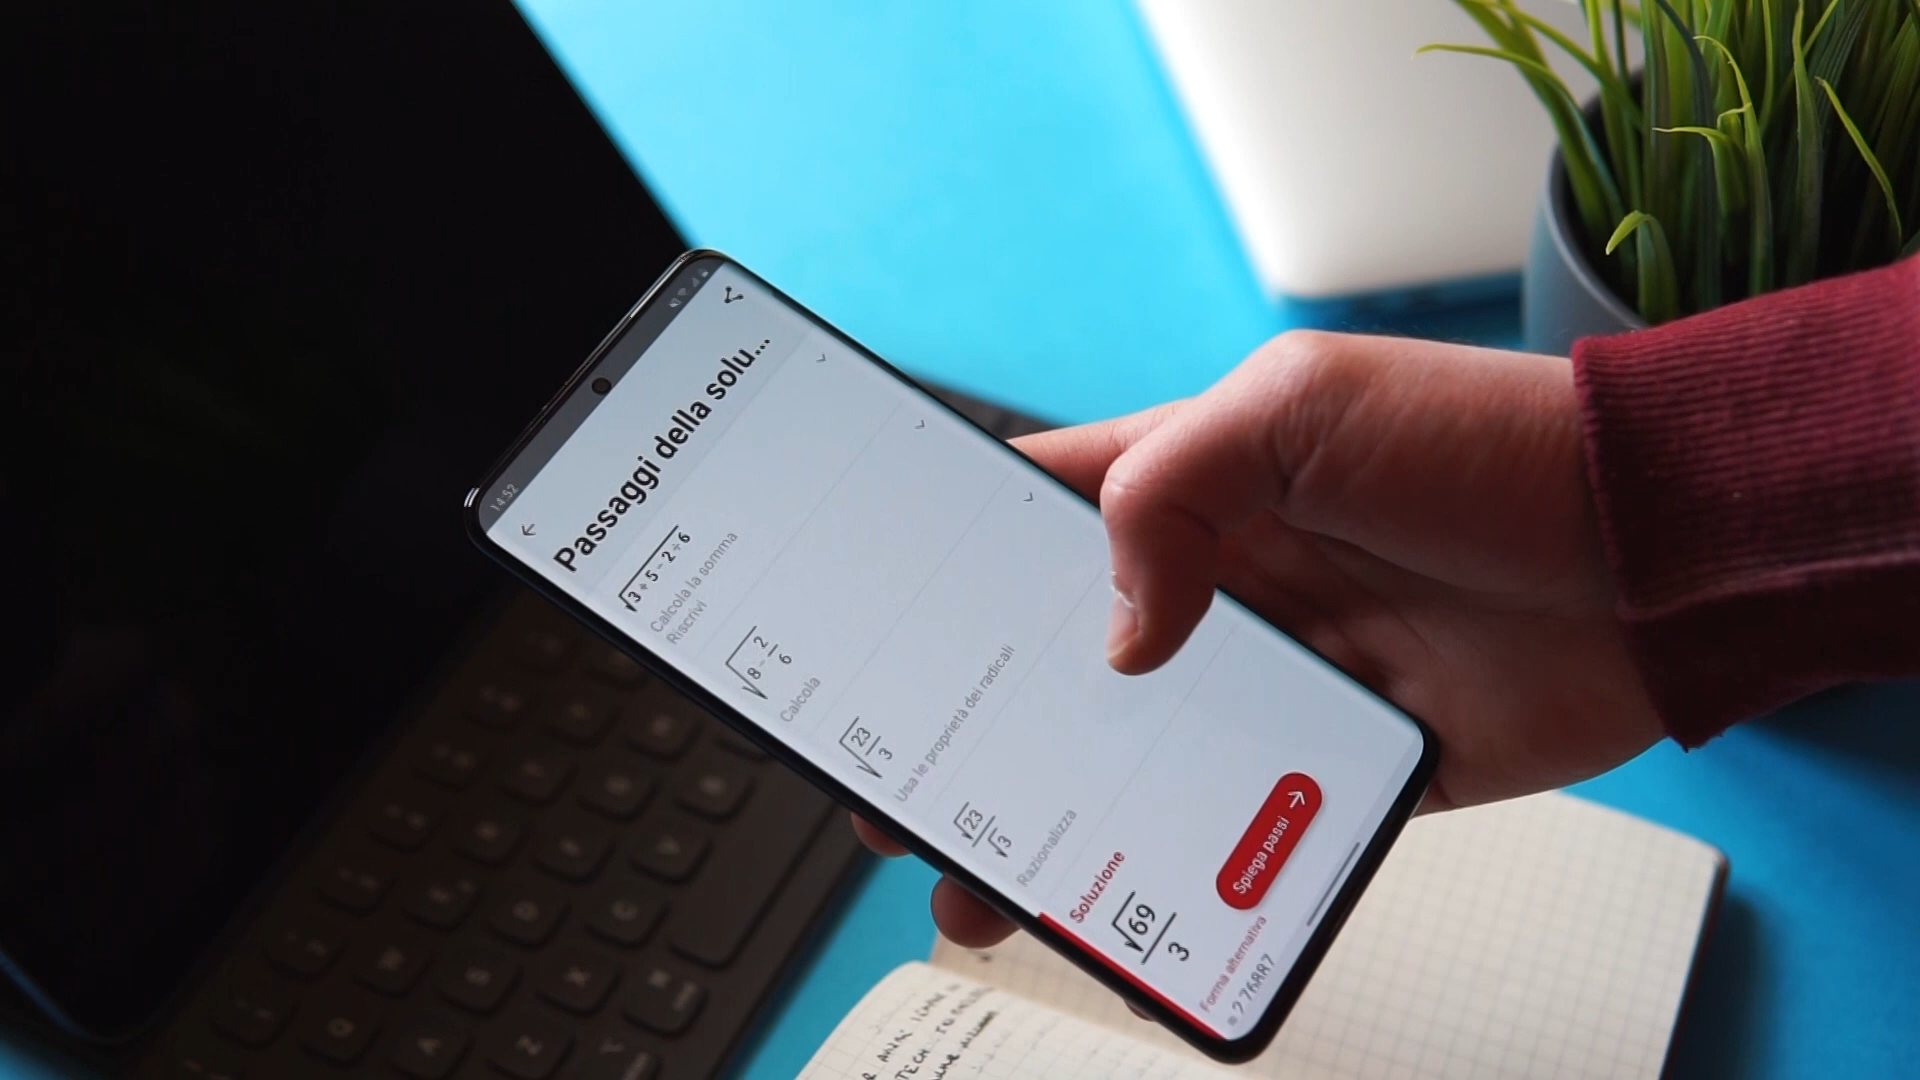 14:52
Passaggi della solu...
√3 + 5 - 2 ÷ 6
Calcola la somma
Riscrivi
√8 - 2/6
Calcola
√23/3
Usa le proprietà dei radicali
√23/√3
Razionalizza
Soluzione
√69/3
Spiega passi →
Forma alternativa
≈ 2.76887
TECH